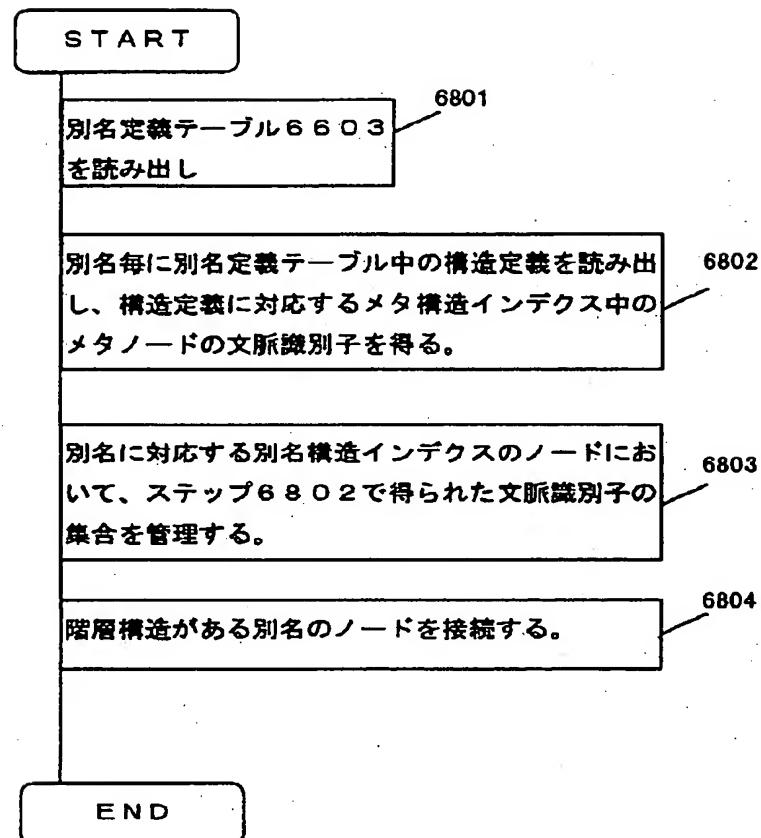 START
6801
別名定義テーブル6603
を読み出し
別名毎に別名定義テーブル中の構造定義を読み出
し、構造定義に対応するメタ構造インデクス中の
メタノードの文脈識別子を得る。
6802
別名に対応する別名構造インデクスのノードにお
いて、ステップ6802で得られた文脈識別子の
集合を管理する。
6803
6804
階層構造がある別名のノードを接続する。
END